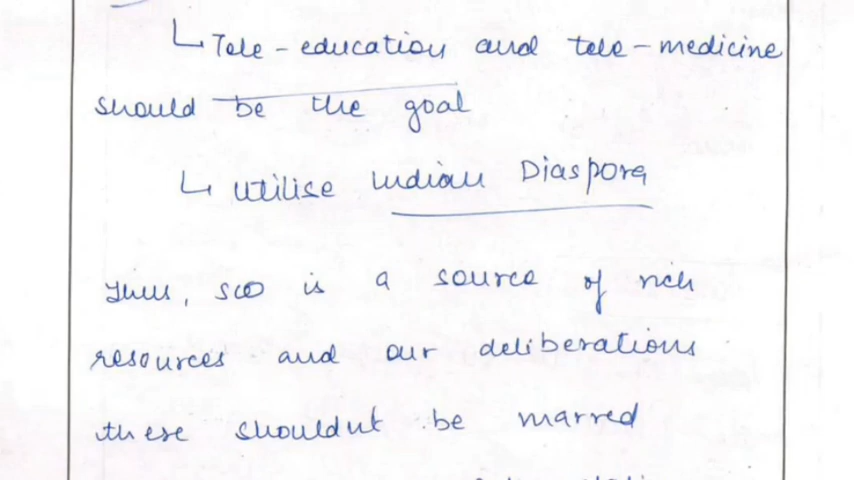 ↳ Tele-education and tele-medicine
should be the goal
↳ utilise Indian Diaspora
Thus, SCO is a source of rich
resources and our deliberations
there shouldnt be marred